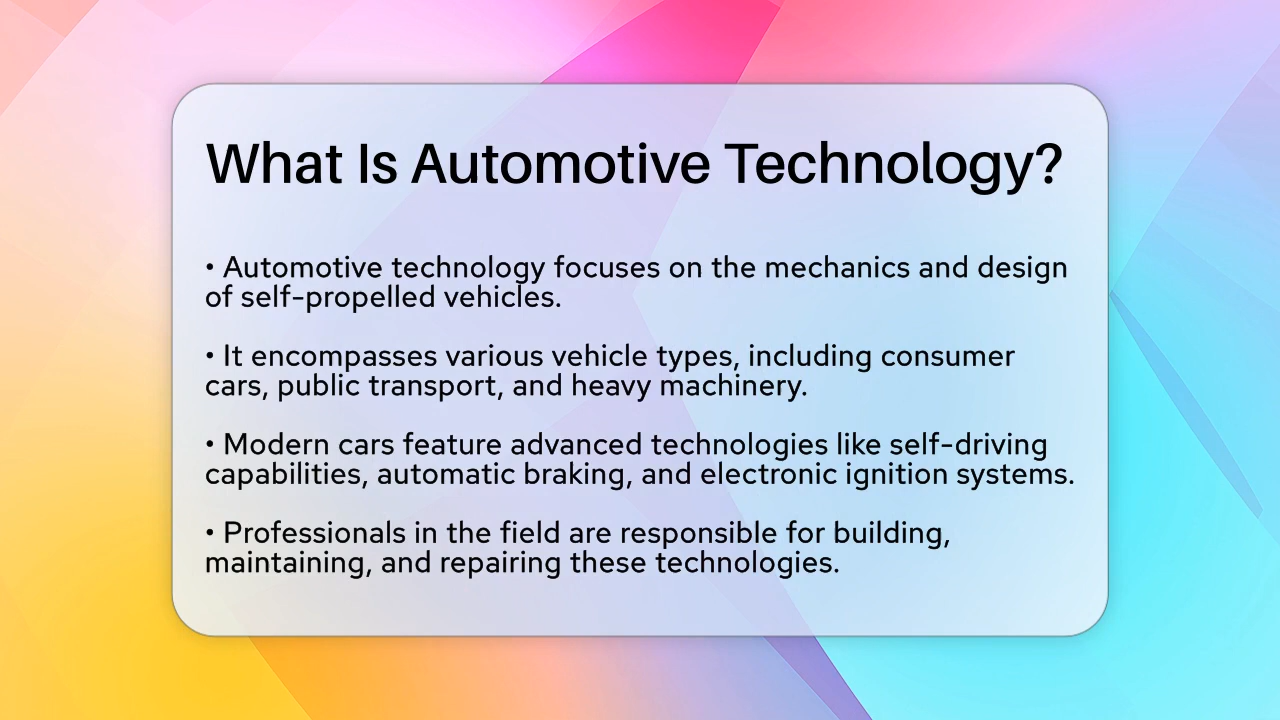 What Is Automotive Technology?
• Automotive technology focuses on the mechanics and design
of self-propelled vehicles.
• It encompasses various vehicle types, including consumer
cars, public transport, and heavy machinery.
• Modern cars feature advanced technologies like self-driving
capabilities, automatic braking, and electronic ignition systems.
• Professionals in the field are responsible for building,
maintaining, and repairing these technologies.